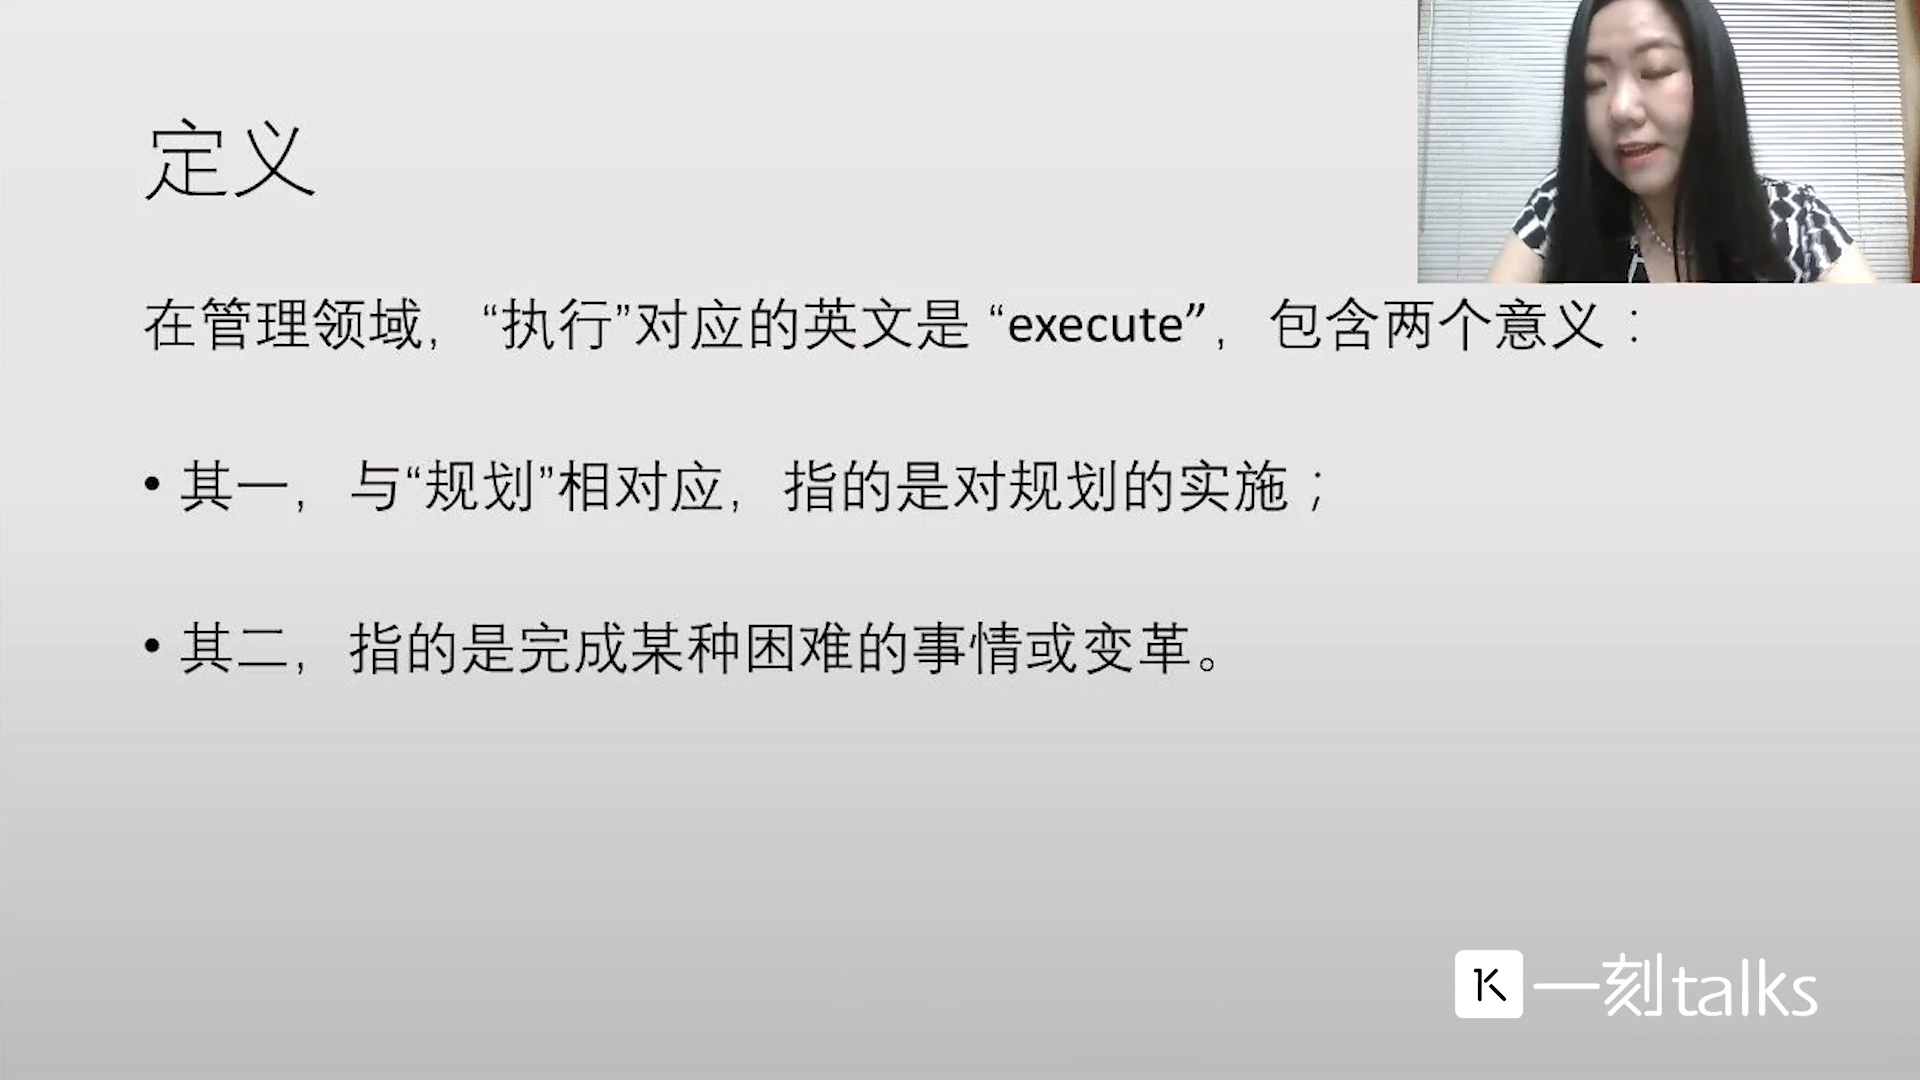 定义
在管理领域，“执行”对应的英文是 “execute”，包含两个意义：
• 其一，与“规划”相对应，指的是对规划的实施；
• 其二，指的是完成某种困难的事情或变革。
一刻talks